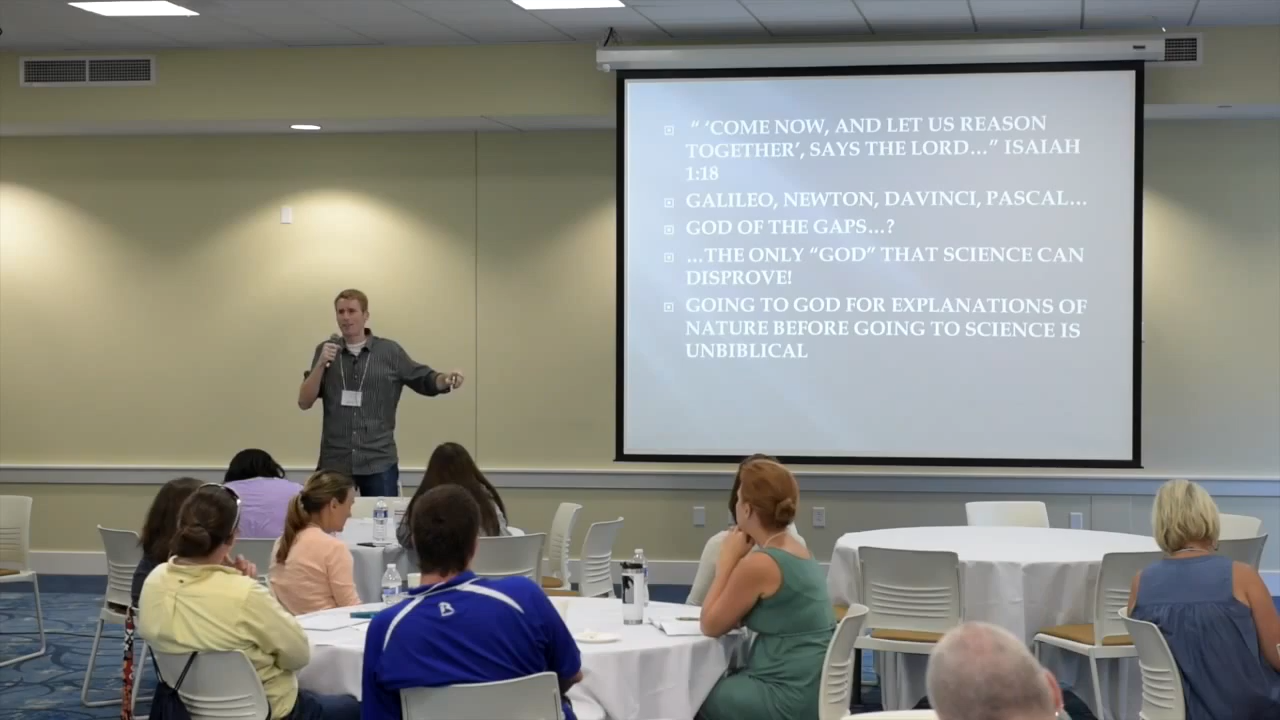 “ ‘COME NOW, AND LET US REASON
TOGETHER’, SAYS THE LORD…” ISAIAH
1:18
GALILEO, NEWTON, DAVINCI, PASCAL…
GOD OF THE GAPS…?
…THE ONLY “GOD” THAT SCIENCE CAN
DISPROVE!
GOING TO GOD FOR EXPLANATIONS OF
NATURE BEFORE GOING TO SCIENCE IS
UNBIBLICAL